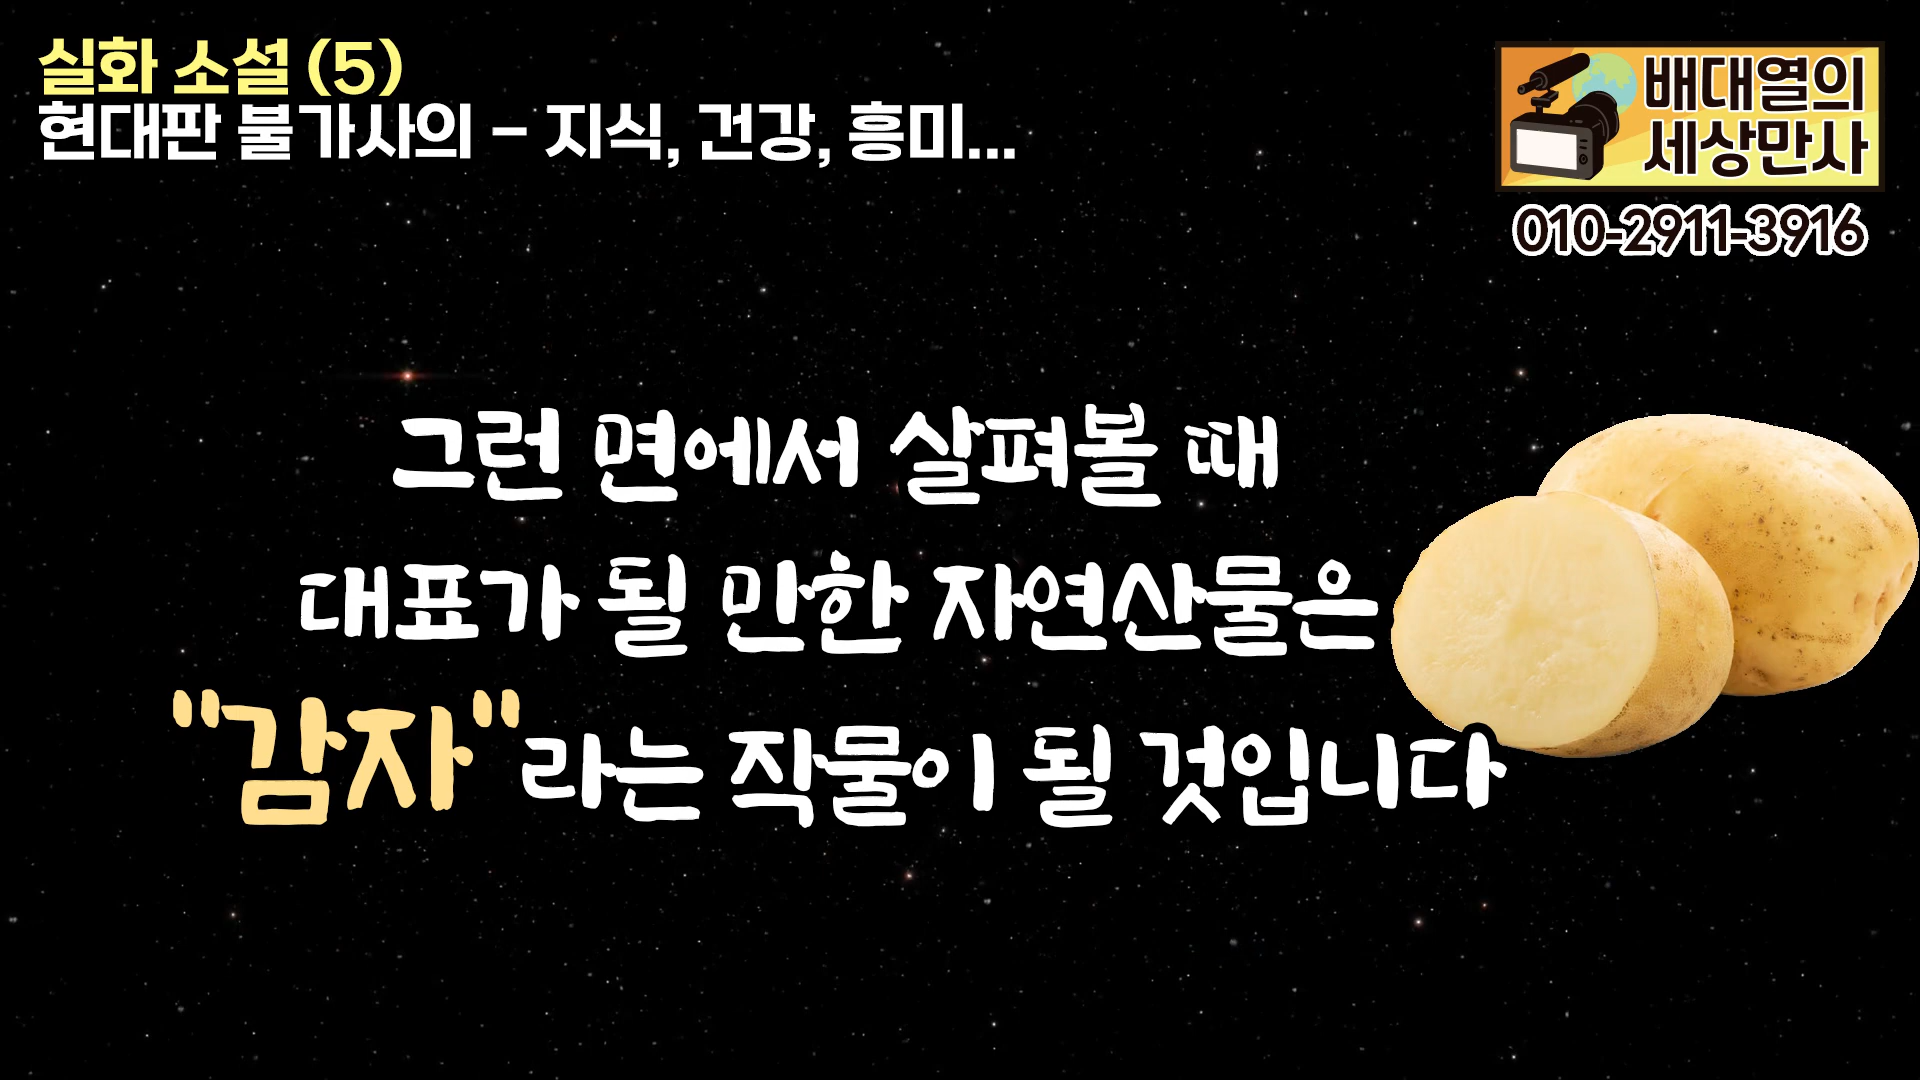 실화 소설 (5)
현대판 불가사의 - 지식, 건강, 흥미...
배대열의
세상만사
010-2911-3916
그런 면에서 살펴볼 때
대표가 될 만한 자연산물은
"감자"라는 작물이 될 것입니다